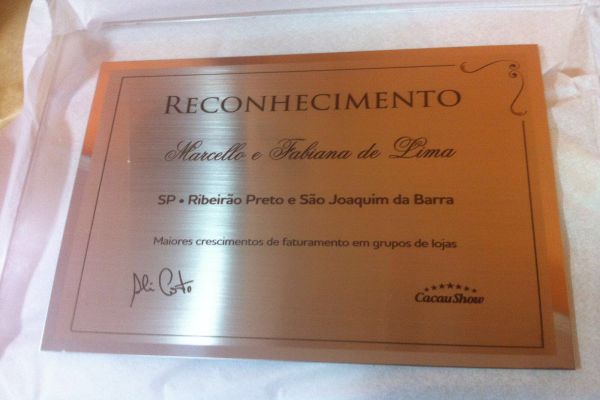 RECONHECIMENTO
Marcello e Fabiana de Lima
SP • Ribeirão Preto e São Joaquim da Barra
Maiores crescimentos de faturamento em grupos de lojas
CacauShow